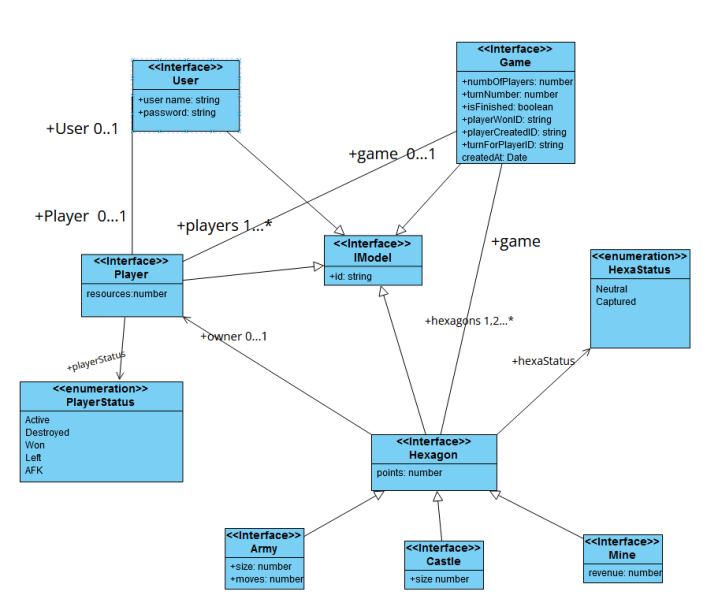 <<Interface>>
User
+user name: string
+password: string
<<Interface>>
Game
+numbOfPlayers: number
+turnNumber: number
+isFinished: boolean
+playerWonID: string
+playerCreatedID: string
+turnForPlayerID: string
createdAt: Date
+User 0..1
+game 0...1
+Player 0...1
+players 1...*
<<Interface>>
IModel
+id: string
+game
<<Interface>>
Player
resources:number
<<enumeration>>
HexaStatus
Neutral
Captured
+hexagons 1,2...*
+owner 0...1
+playerStatus
+hexaStatus
<<enumeration>>
PlayerStatus
Active
Destroyed
Won
Left
AFK
<<Interface>>
Hexagon
points: number
<<Interface>>
Army
+size: number
+moves: number
<<Interface>>
Castle
+size number
<<Interface>>
Mine
revenue: number